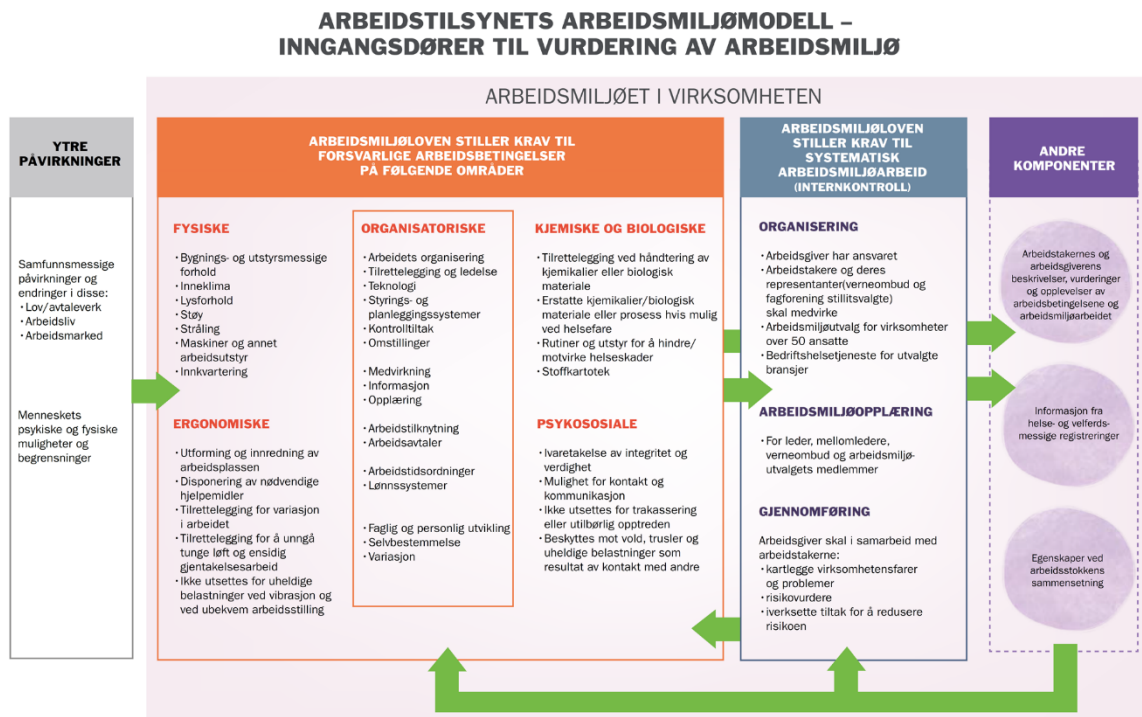 ARBEIDSTILSYNETS ARBEIDSMILJØMODELL –
INNGANGSDØRER TIL VURDERING AV ARBEIDSMILJØ
ARBEIDSMILJØET I VIRKSOMHETEN
YTRE
PÅVIRKNINGER
Samfunnsmessige
påvirkninger og
endringer i disse:
• Lov/avtaleverk
• Arbeidsliv
• Arbeidsmarked
Menneskets
psykiske og fysiske
muligheter og
begrensninger
ARBEIDSMILJØLOVEN STILLER KRAV TIL
FORSVARLIGE ARBEIDSBETINGELSER
PÅ FØLGENDE OMRÅDER
FYSISKE
• Bygnings- og utstyrsmessige
forhold
• Inneklima
• Lysforhold
• Støy
• Stråling
• Maskiner og annet
arbeidsutstyr
• Innkvartering
ERGONOMISKE
• Utforming og innredning av
arbeidsplassen
• Disponering av nødvendige
hjelpemidler
• Tilrettelegging for variasjon
i arbeidet
• Tilrettelegging for å unngå
tunge løft og ensidig
gjentakelsesarbeid
• Ikke utsettes for uheldige
belastninger ved vibrasjon og
ved ubekvem arbeidsstilling
ORGANISATORISKE
• Arbeidets organisering
• Tilrettelegging og ledelse
• Teknologi
• Styrings- og
planleggingssystemer
• Kontrolltiltak
• Omstillinger
• Medvirkning
• Informasjon
• Opplæring
• Arbeidstilknytning
• Arbeidsavtaler
• Arbeidstidsordninger
• Lønnssystemer
• Faglig og personlig utvikling
• Selvbestemmelse
• Variasjon
KJEMISKE OG BIOLOGISKE
• Tilrettelegging ved håndtering av
kjemikalier eller biologisk
materiale
• Erstatte kjemikalier/biologisk
materiale eller prosess hvis mulig
ved helsefare
• Rutiner og utstyr for å hindre/
motvirke helseskader
• Stoffkartotek
PSYKOSOSIALE
• Ivaretakelse av integritet og
verdighet
• Mulighet for kontakt og
kommunikasjon
• Ikke utsettes for trakassering
eller utilbørlig opptreden
• Beskyttes mot vold, trusler og
uheldige belastninger som
resultat av kontakt med andre
ARBEIDSMILJØLOVEN
STILLER KRAV TIL
SYSTEMATISK
ARBEIDSMILJØARBEID
(INTERNKONTROLL)
ORGANISERING
• Arbeidsgiver har ansvaret
• Arbeidstakere og deres
representanter(verneombud og
fagforening stillitsvalgte)
skal medvirke
• Arbeidsmiljøutvalg for virksomheter
over 50 ansatte
• Bedriftshelsetjeneste for utvalgte
bransjer
ARBEIDSMILJØOPPLÆRING
• For leder, mellomledere,
verneombud og arbeidsmiljø-
utvalgets medlemmer
GJENNOMFØRING
Arbeidsgiver skal i samarbeid med
arbeidstakerne:
• kartlegge virksomhetensfarer
og problemer
• risikovurdere
• iverksette tiltak for å redusere
risikoen
ANDRE
KOMPONENTER
Arbeidstakernes og
arbeidsgiverens
beskrivelser, vurderinger
og opplevelser av
arbeidsbetingelsene og
arbeidsmiljøarbeidet
Informasjon fra
helse- og velferds-
messige registreringer
Egenskaper ved
arbeidsstokkens
sammensetning